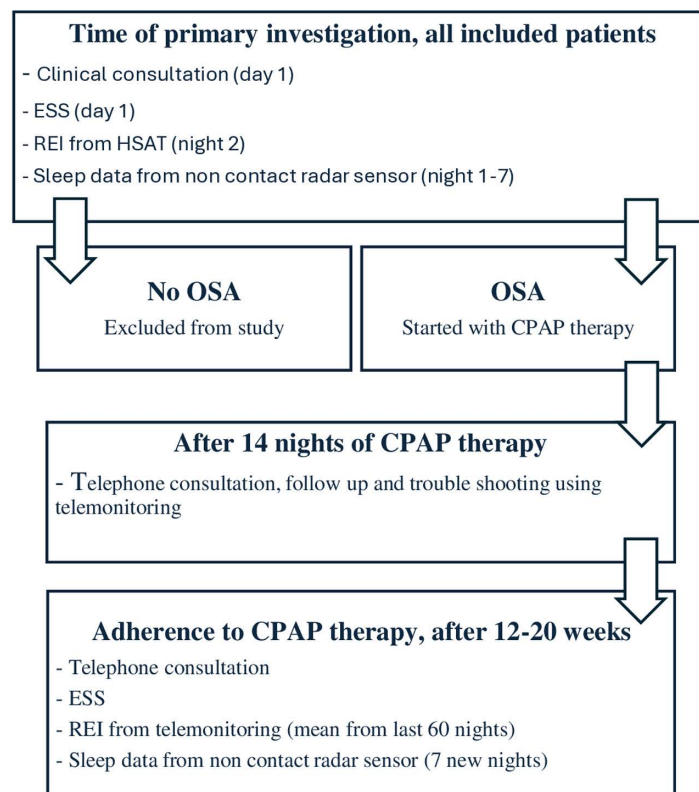 Time of primary investigation, all included patients
- Clinical consultation (day 1)
- ESS (day 1)
- REI from HSAT (night 2)
- Sleep data from non contact radar sensor (night 1-7)
No OSA
Excluded from study
OSA
Started with CPAP therapy
After 14 nights of CPAP therapy
- Telephone consultation, follow up and trouble shooting using
telemonitoring
Adherence to CPAP therapy, after 12-20 weeks
- Telephone consultation
- ESS
- REI from telemonitoring (mean from last 60 nights)
- Sleep data from non contact radar sensor (7 new nights)